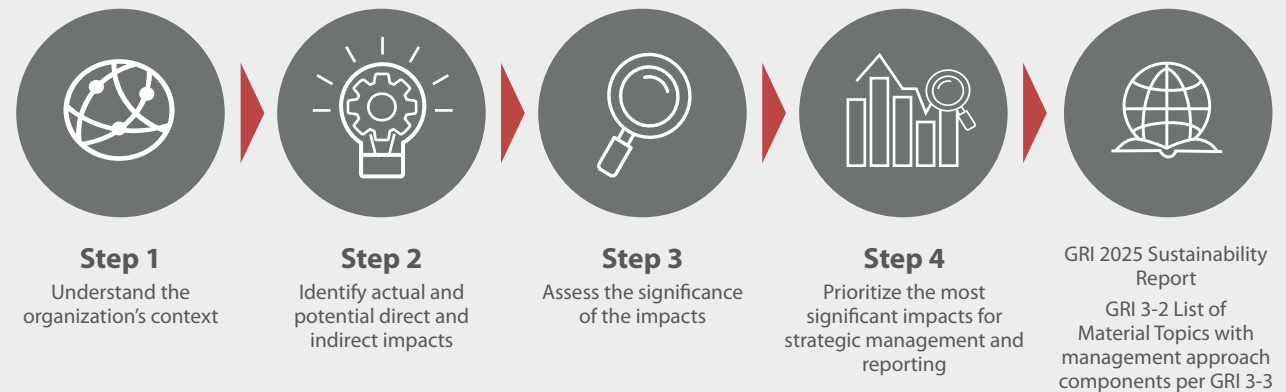 Step 1
Understand the
organization’s context
Step 2
Identify actual and
potential direct and
indirect impacts
Step 3
Assess the significance
of the impacts
Step 4
Prioritize the most
significant impacts for
strategic management and
reporting
GRI 2025 Sustainability
Report
GRI 3-2 List of
Material Topics with
management approach
components per GRI 3-3